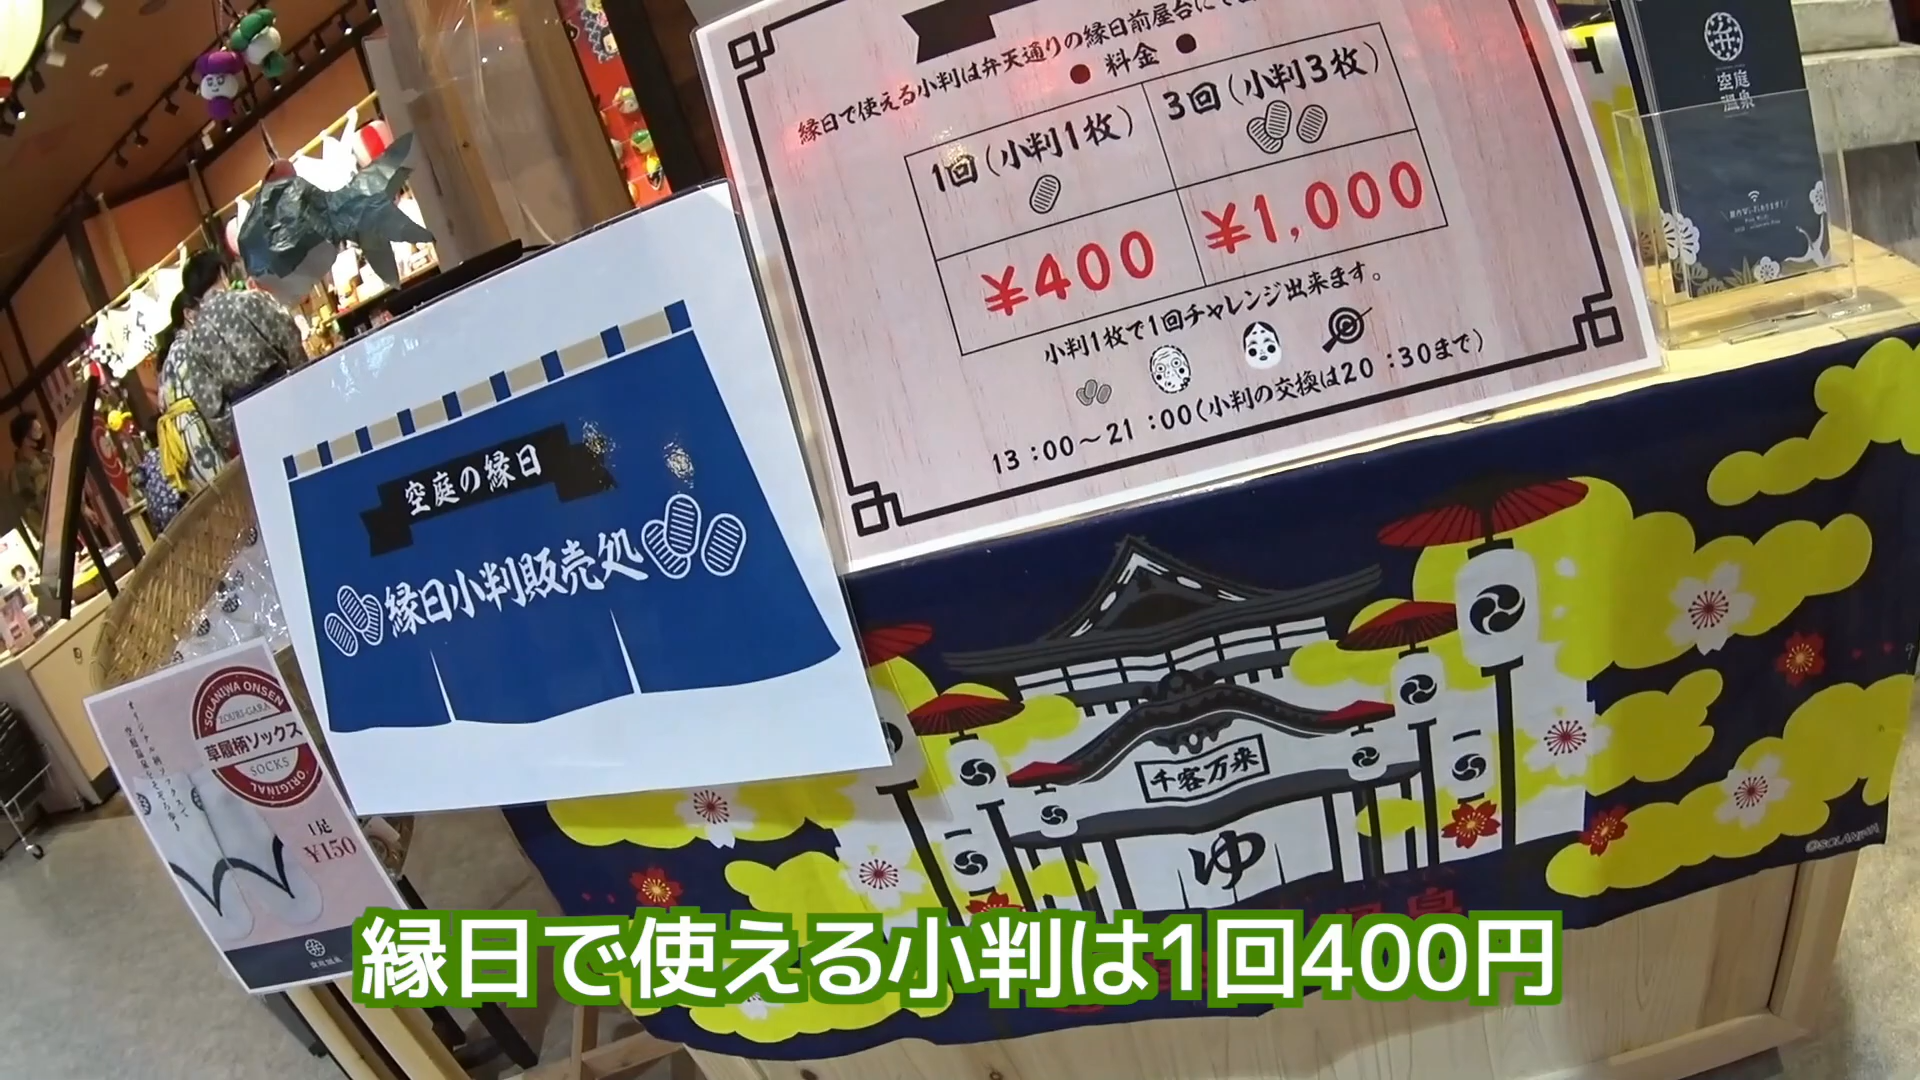 縁日で使える小判は弁天通りの縁日前屋台にて
● 料金 ●
1回(小判1枚)
3回(小判3枚)
¥400
¥1,000
小判1枚で1回チャレンジ出来ます。
13:00~21:00(小判の交換は20:30まで)
空庭
温泉
空庭の縁日
縁日小判販売処
SOLANIWA ONSEN
ZOURI-GARA
草履柄ソックス
SOCKS
ORIGINAL
1足
¥150
空庭温泉
千客万来
ゆ
縁日で使える小判は1回400円